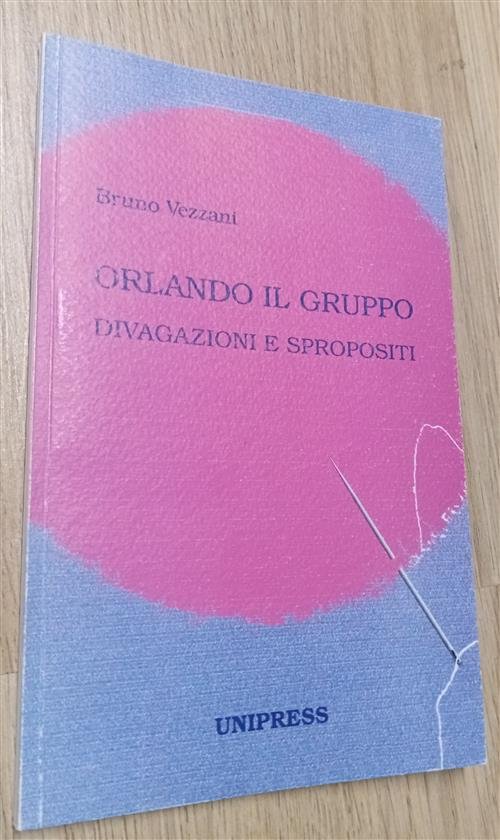 Bruno Vezzani
ORLANDO IL GRUPPO
DIVAGAZIONI E SPROPOSITI
UNIPRESS